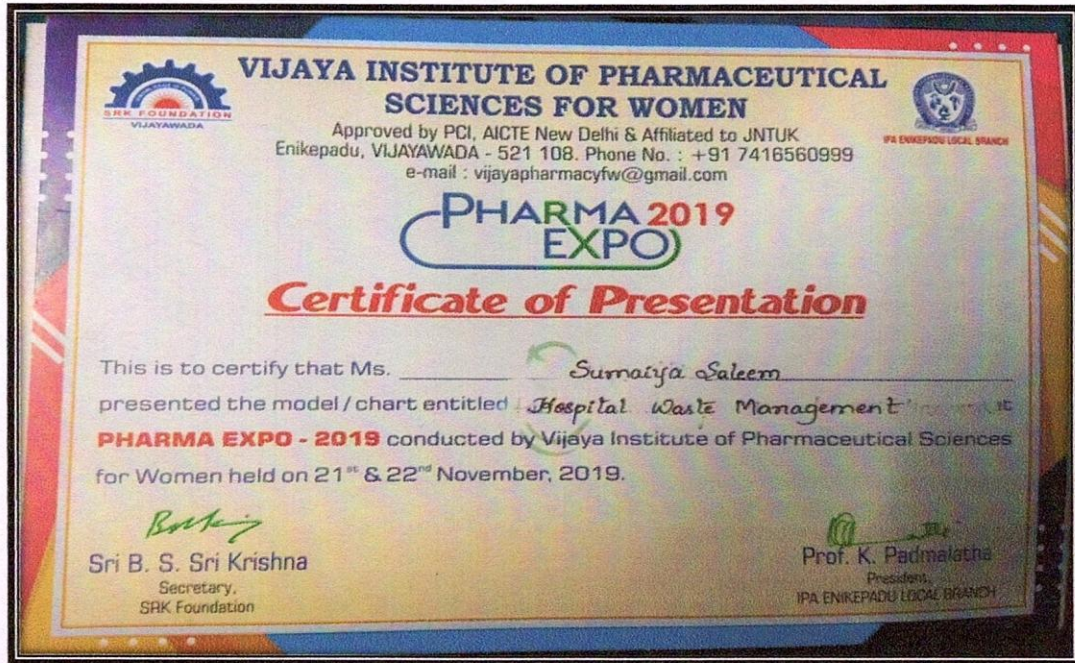 VIJAYA INSTITUTE OF PHARMACEUTICAL
SCIENCES FOR WOMEN
SRK FOUNDATION
VIJAYAWADA
IPA ENIKEPADU LOCAL BRANCH
Approved by PCI, AICTE New Delhi & Affiliated to JNTUK
Enikepadu, VIJAYAWADA - 521 108. Phone No. : +91 7416560999
e-mail : vijayapharmacyfw@gmail.com
PHARMA 2019
EXPO
Certificate of Presentation
This is to certify that Ms. Sumaiya Saleem
presented the model/chart entitled Hospital Waste Management
PHARMA EXPO - 2019 conducted by Vijaya Institute of Pharmaceutical Sciences
for Women held on 21st & 22nd November, 2019.
Sri B. S. Sri Krishna
Secretary,
SRK Foundation
Prof. K. Padmalatha
President,
IPA ENIKEPADU LOCAL BRANCH